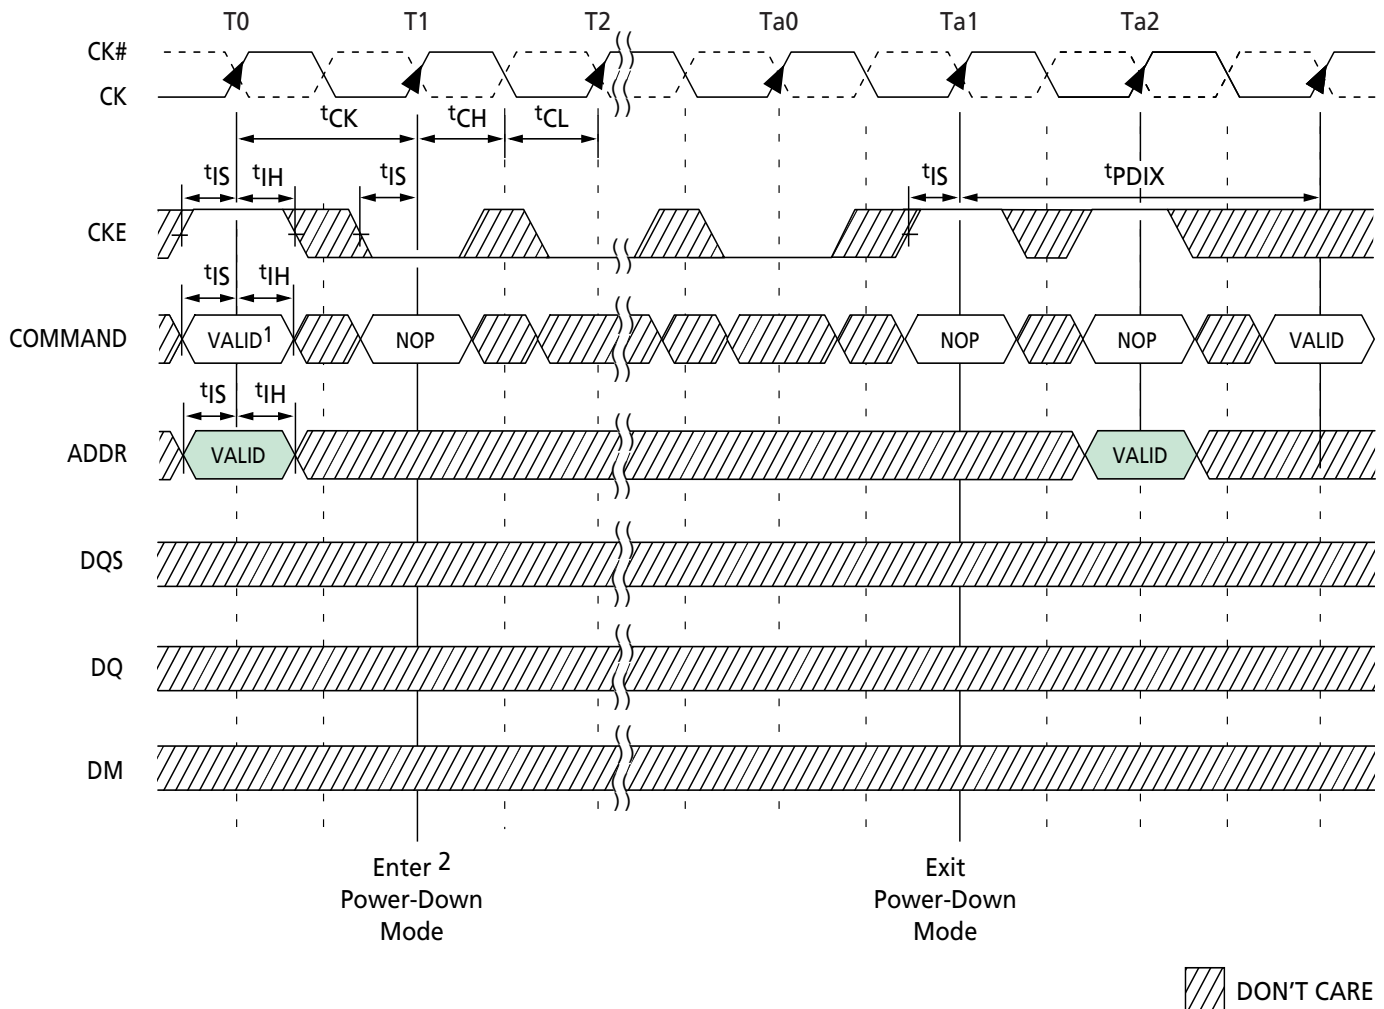 T0 T1 T2 Ta0 Ta1 Ta2
CK#
CK
tCK tCH tCL
tIS tIH tIS tIS tPDIX
CKE
tIS tIH
COMMAND VALID1 NOP NOP NOP VALID
tIS tIH
ADDR VALID VALID
DQS
DQ
DM
Enter 2 Exit
Power-Down Power-Down
Mode Mode
DON'T CARE